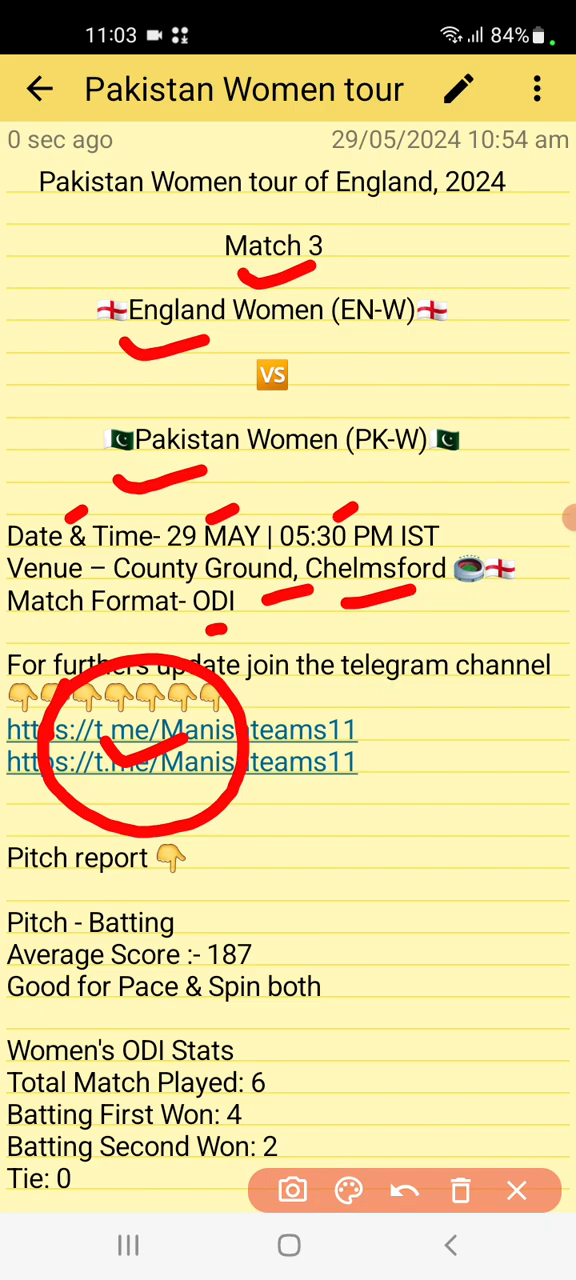 11:03
84%
Pakistan Women tour
0 sec ago 29/05/2024 10:54 am
Pakistan Women tour of England, 2024
Match 3
🏴󠁧󠁢󠁥󠁮󠁧󠁿England Women (EN-W)🏴󠁧󠁢󠁥󠁮󠁧󠁿
🆚
🇵🇰Pakistan Women (PK-W)🇵🇰
Date & Time- 29 MAY | 05:30 PM IST
Venue – County Ground, Chelmsford 🏟️🏴󠁧󠁢󠁥󠁮󠁧󠁿
Match Format- ODI
For furthers update join the telegram channel
👇👇👇👇👇👇👇
https://t.me/Manishteams11
https://t.me/Manishteams11
Pitch report 👇
Pitch - Batting
Average Score :- 187
Good for Pace & Spin both
Women's ODI Stats
Total Match Played: 6
Batting First Won: 4
Batting Second Won: 2
Tie: 0